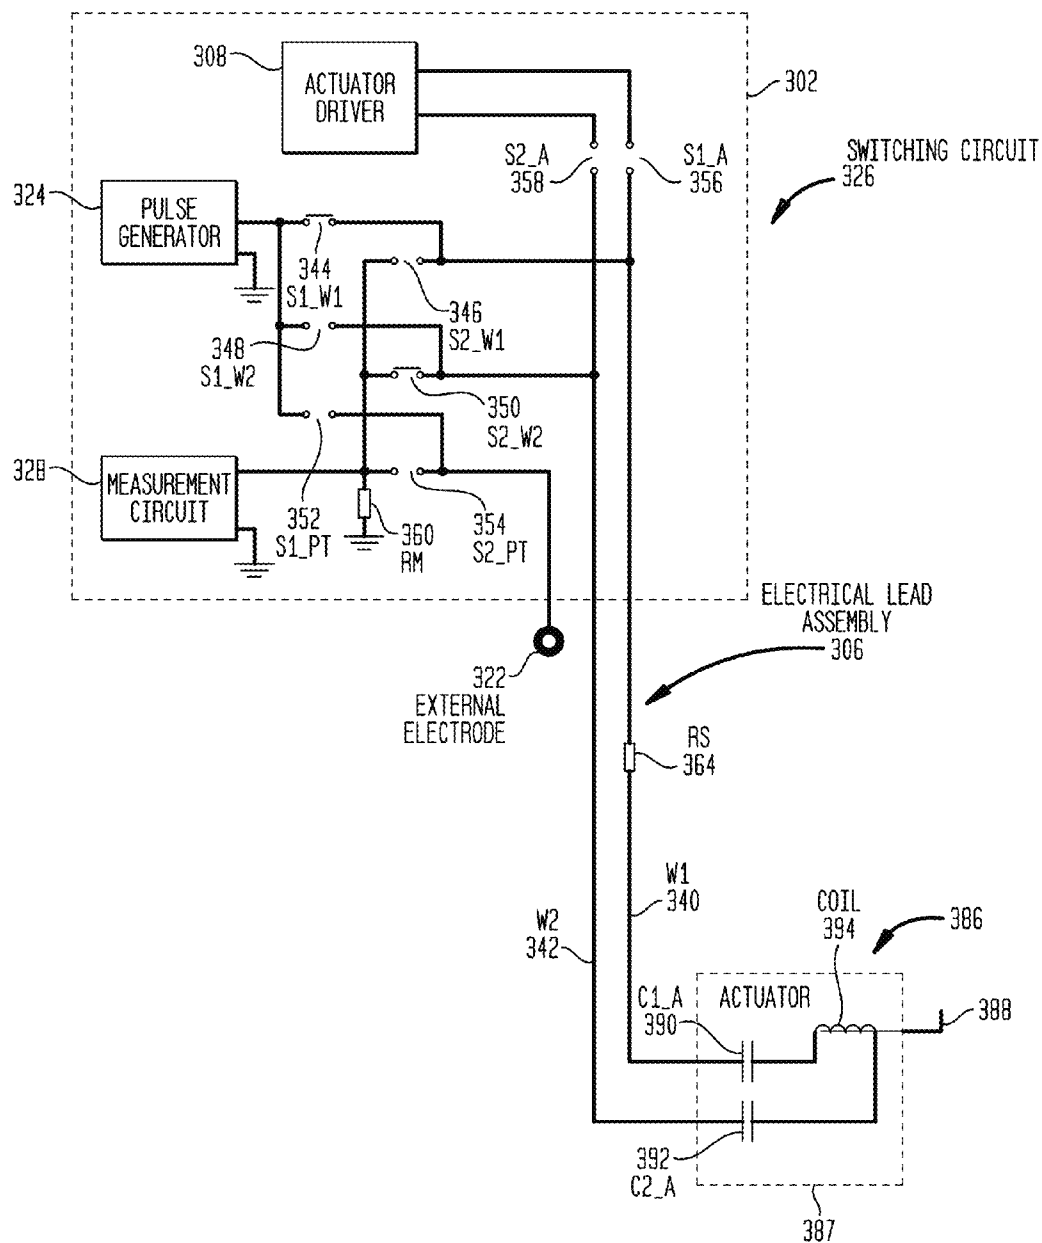 308
ACTUATOR
DRIVER
302
S2_A
358
S1_A
356
SWITCHING CIRCUIT
326
324
PULSE
GENERATOR
344
S1_W1
346
S2_W1
348
S1_W2
350
S2_W2
328
MEASUREMENT
CIRCUIT
352
S1_PT
360
RM
354
S2_PT
ELECTRICAL LEAD
ASSEMBLY
306
322
EXTERNAL
ELECTRODE
RS
364
W1
340
W2
342
COIL
394
386
C1_A
390
ACTUATOR
388
392
C2_A
387